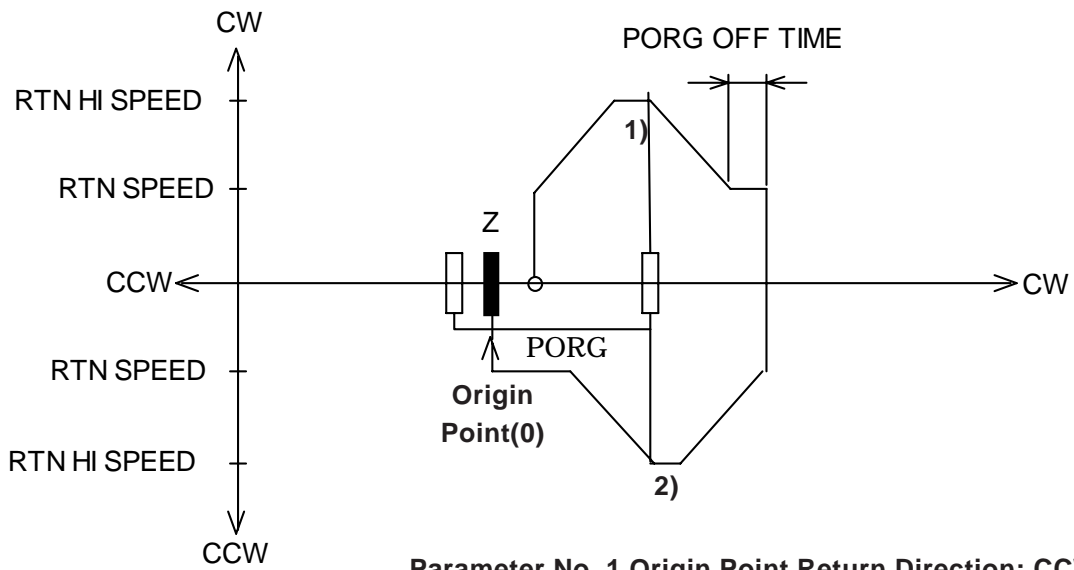 CW
PORG OFF TIME
RTN HI SPEED
1)
RTN SPEED
Z
CCW
CW
PORG
RTN SPEED
Origin
Point(0)
RTN HI SPEED
2)
CCW
Parameter No. 1 Origin Point Return Direction: CC